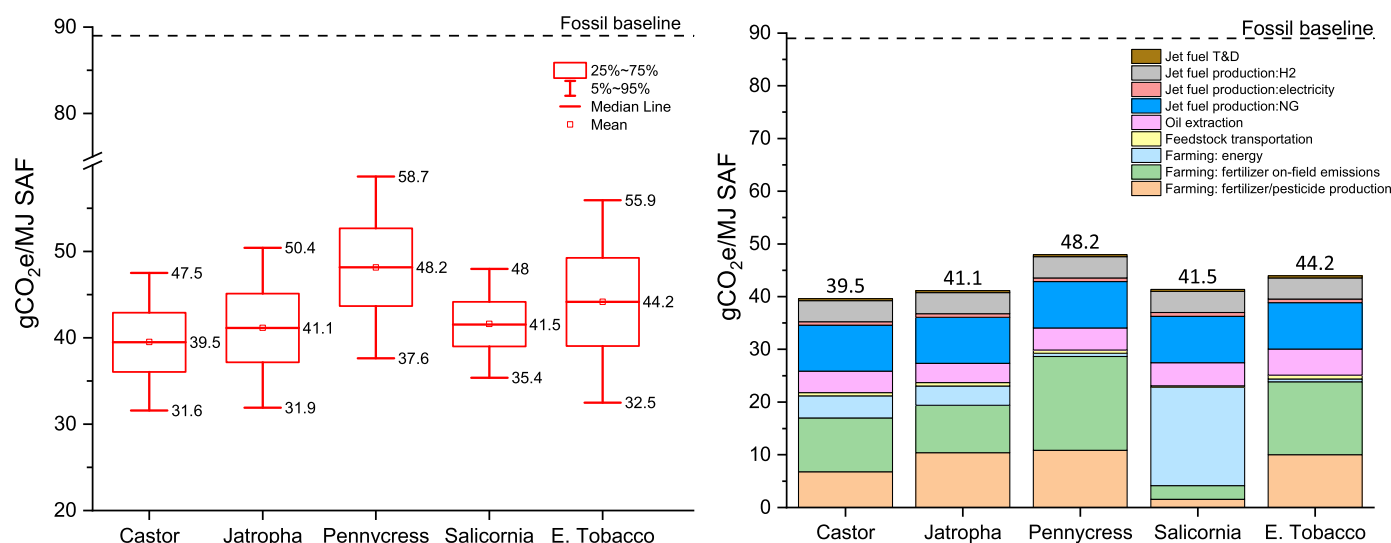 Fossil baseline
90
80
50
40
30
20
gCO2e/MJ SAF
25%~75%
5%~95%
Median Line
Mean
47.5
39.5
31.6
50.4
41.1
31.9
58.7
48.2
37.6
48
41.5
35.4
55.9
44.2
32.5
Castor Jatropha Pennycress Salicornia E. Tobacco
Fossil baseline
90
80
70
60
50
40
30
20
10
0
gCO2e/MJ SAF
Jet fuel T&D
Jet fuel production:H2
Jet fuel production:electricity
Jet fuel production:NG
Oil extraction
Feedstock transportation
Farming: energy
Farming: fertilizer on-field emissions
Farming: fertilizer/pesticide production
39.5
41.1
48.2
41.5
44.2
Castor Jatropha Pennycress Salicornia E. Tobacco